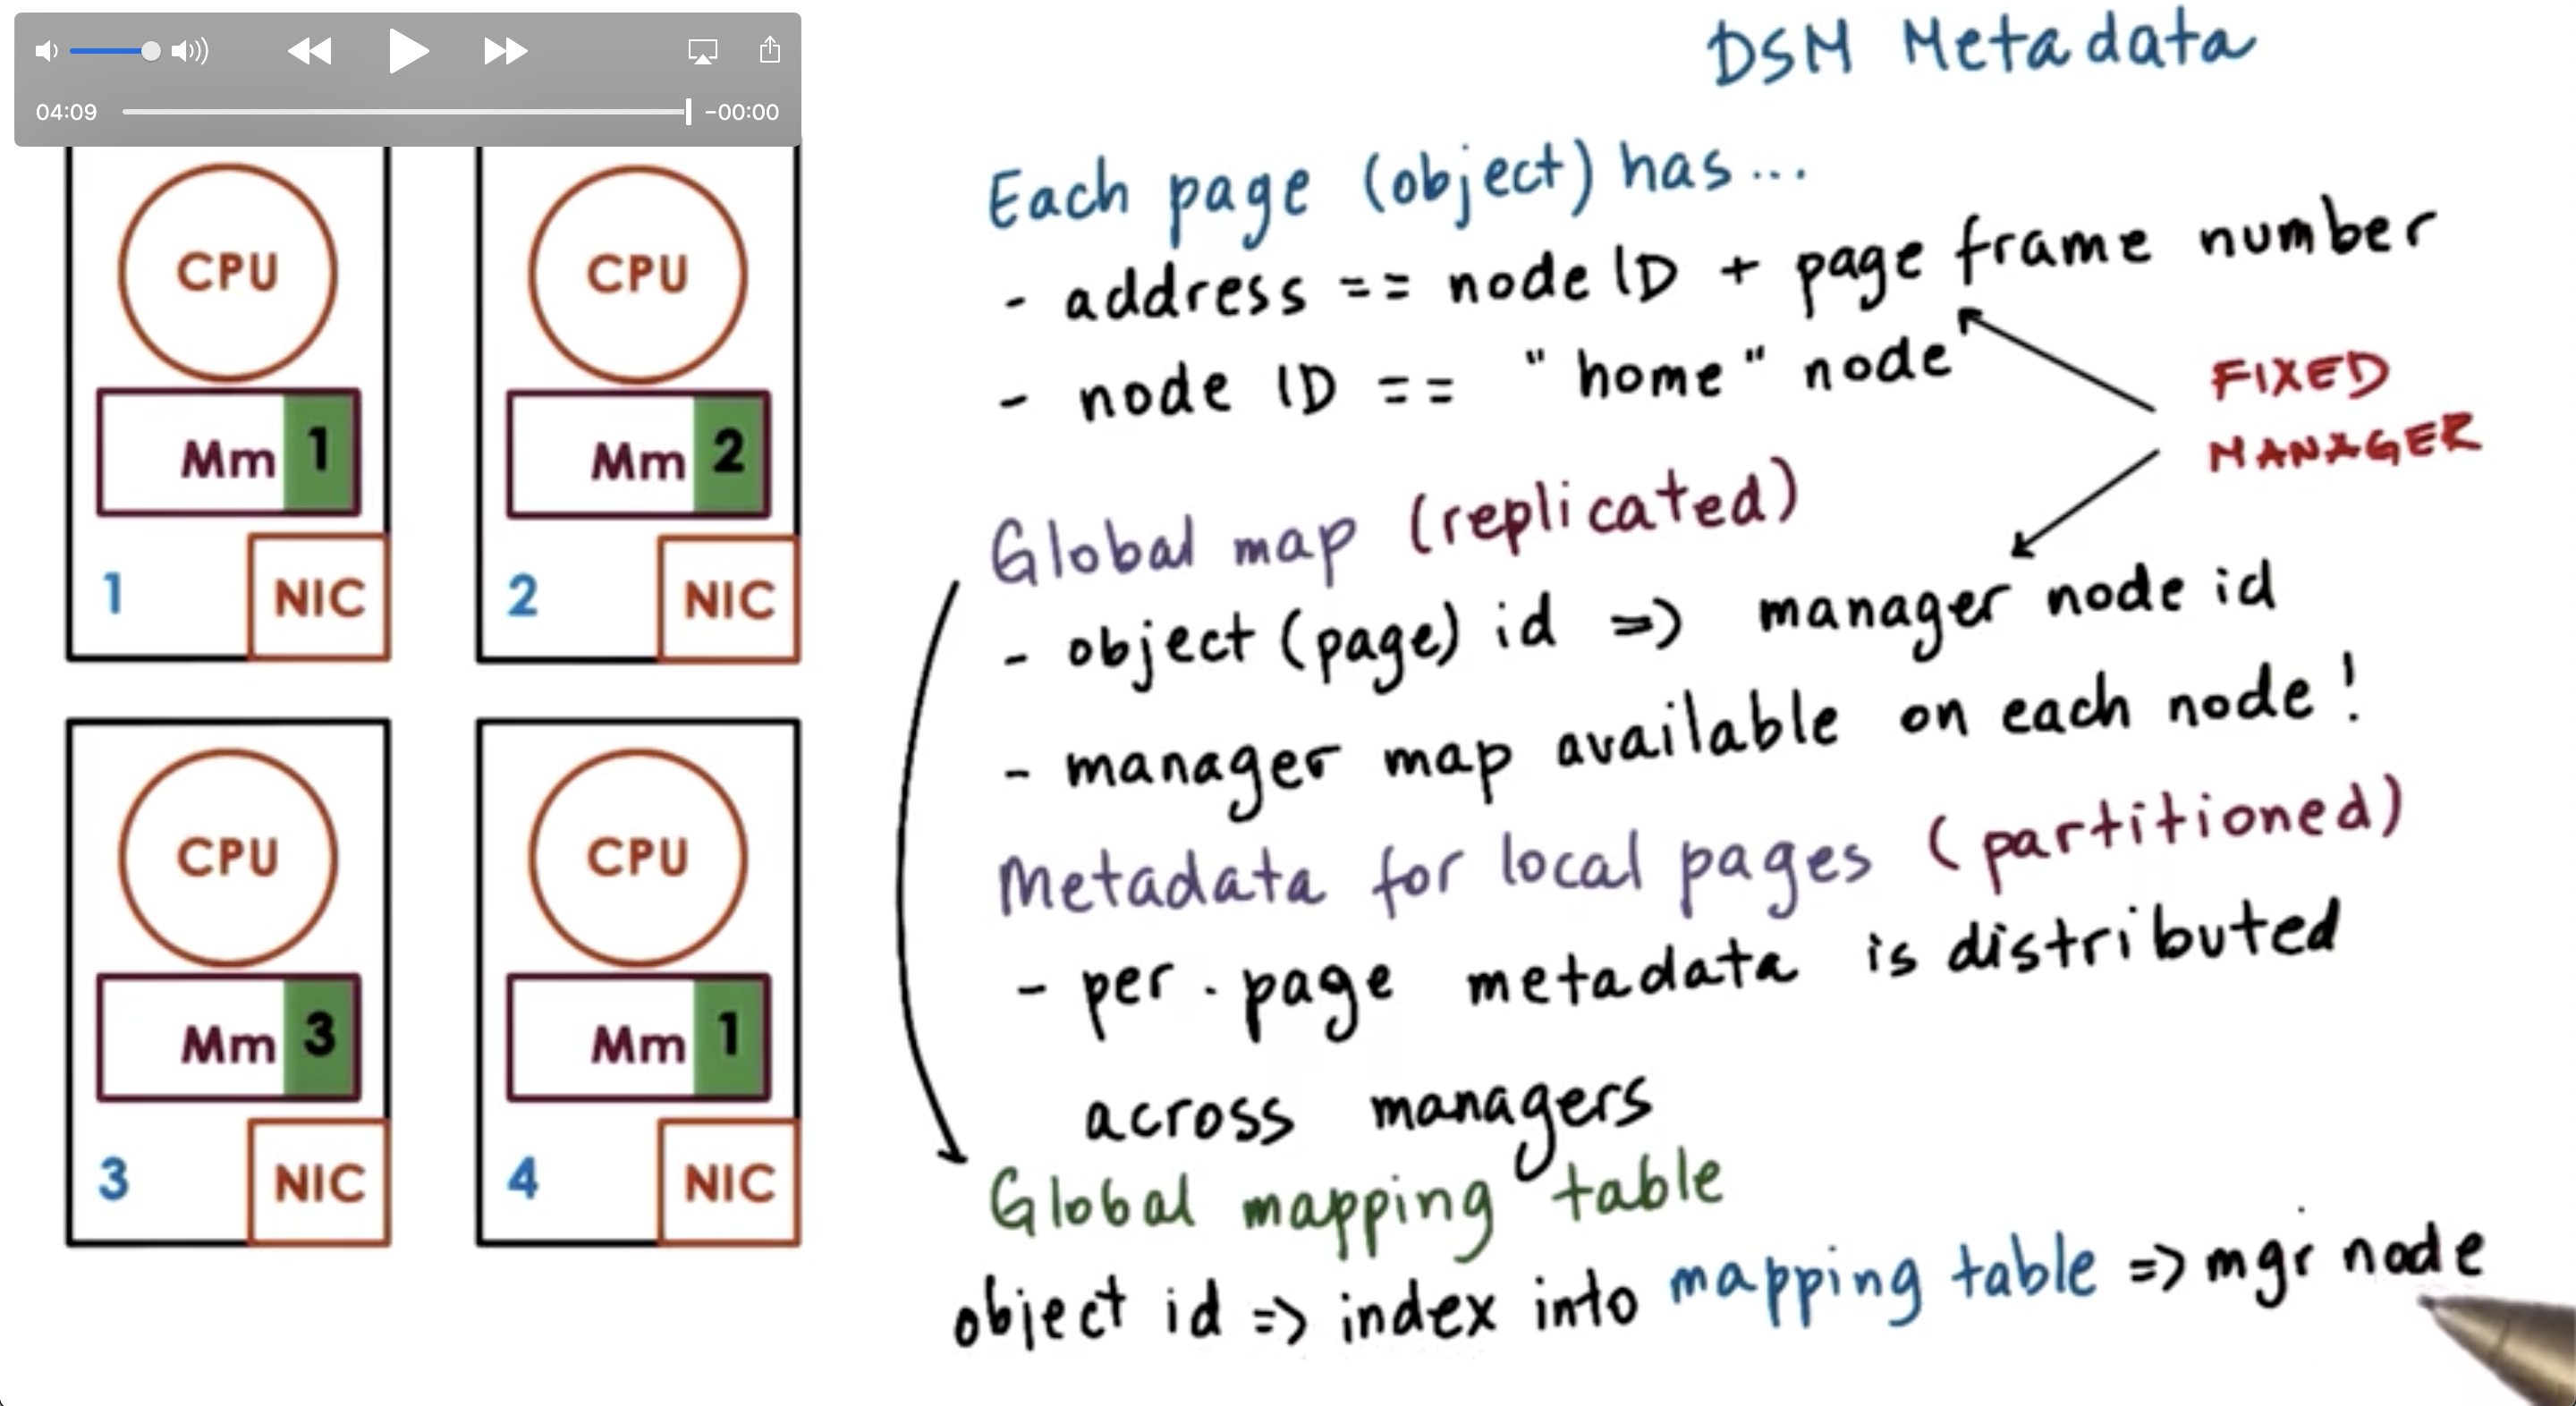 04:09
-00:00
CPU
Mm 1
1
NIC
CPU
Mm 2
2
NIC
CPU
Mm 3
3
NIC
CPU
Mm 1
4
NIC
DSM Metadata
Each page (object) has...
- address == node ID + page frame number
- node ID == "home" node
FIXED
MANAGER
Global map (replicated)
- object (page) id => manager node id
- manager map available on each node!
Metadata for local pages (partitioned)
- per-page metadata is distributed
across managers
Global mapping table
object id => index into mapping table => mgr node